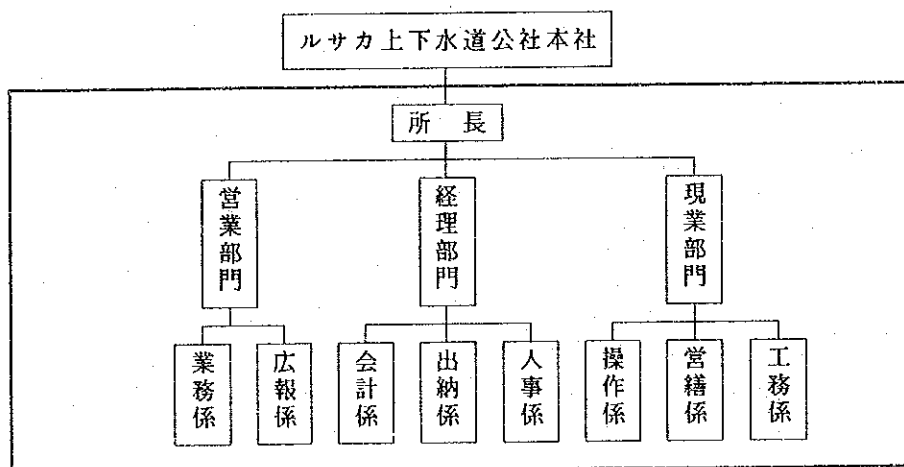 ルサカ上下水道公社本社
所長
営業部門
経理部門
現業部門
業務係
広報係
会計係
出納係
人事係
操作係
営繕係
工務係